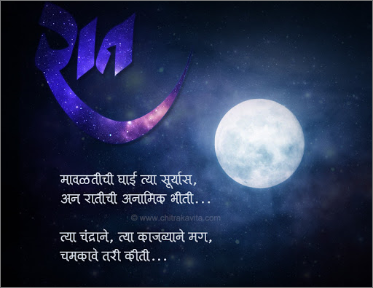 रात
मावळतीची घाई त्या सूर्यास,
अन रातीची अनामिक भीती...
© www.chitrakavita.com
त्या चंद्राने, त्या काजव्याने मग,
चमकावे तरी कीती...